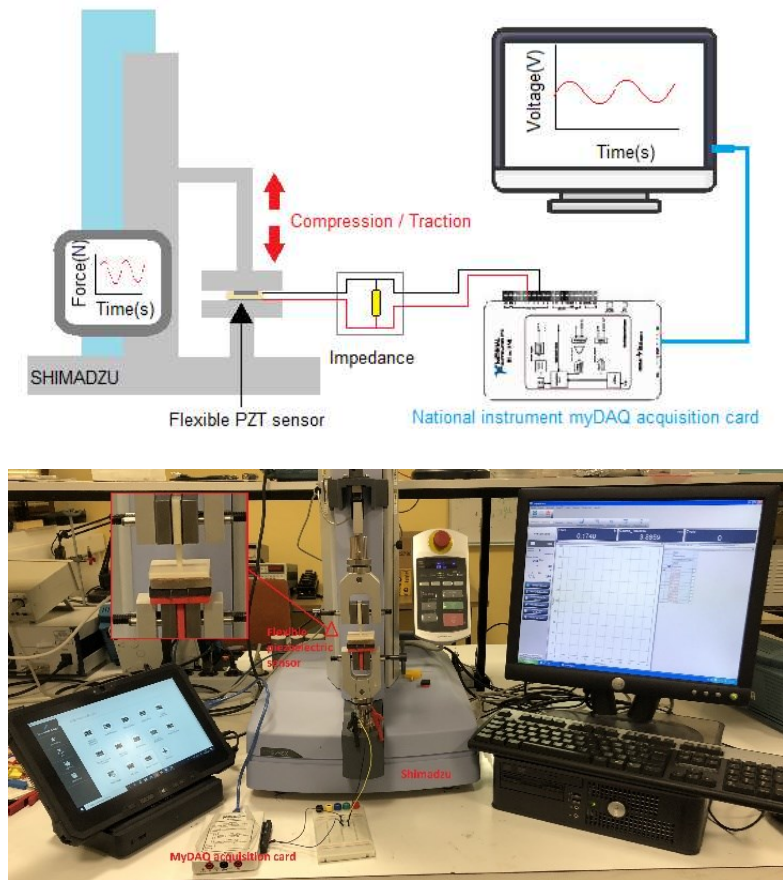 Voltage(V)
Time(s)
Compression / Traction
Force(N)
Time(s)
Impedance
SHIMADZU
Flexible PZT sensor
National instrument myDAQ acquisition card
Flexible
piezoelectric
sensor
Shimadzu
MyDAQ acquisition card